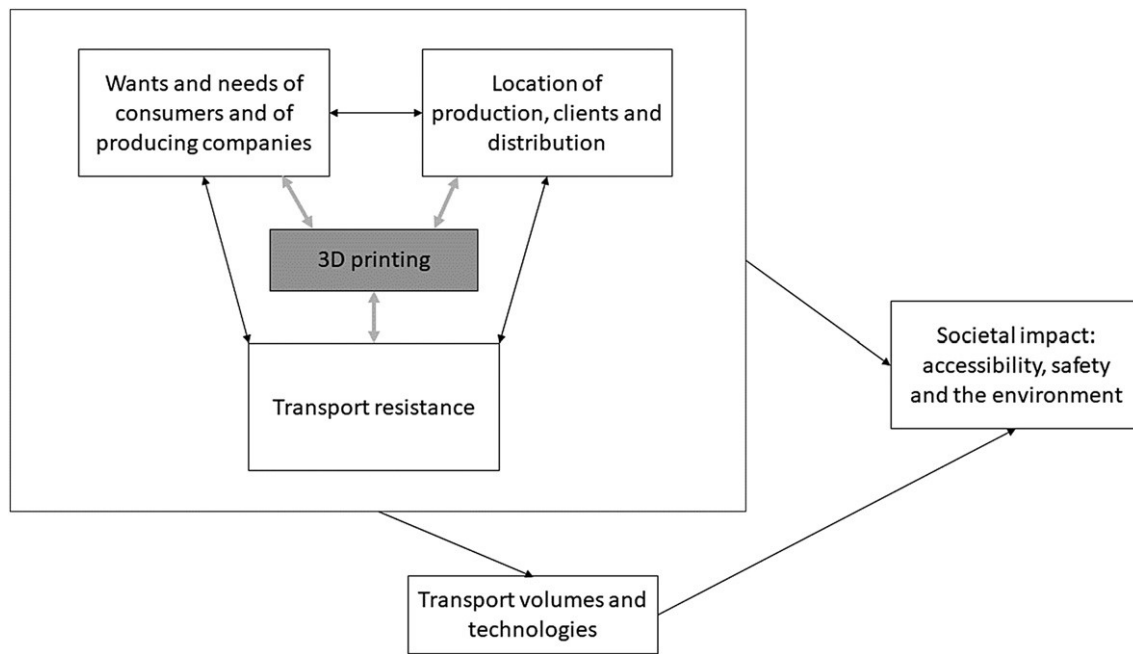 Wants and needs of
consumers and of
producing companies
Location of
production, clients and
distribution
3D printing
Transport resistance
Societal impact:
accessibility, safety
and the environment
Transport volumes and
technologies